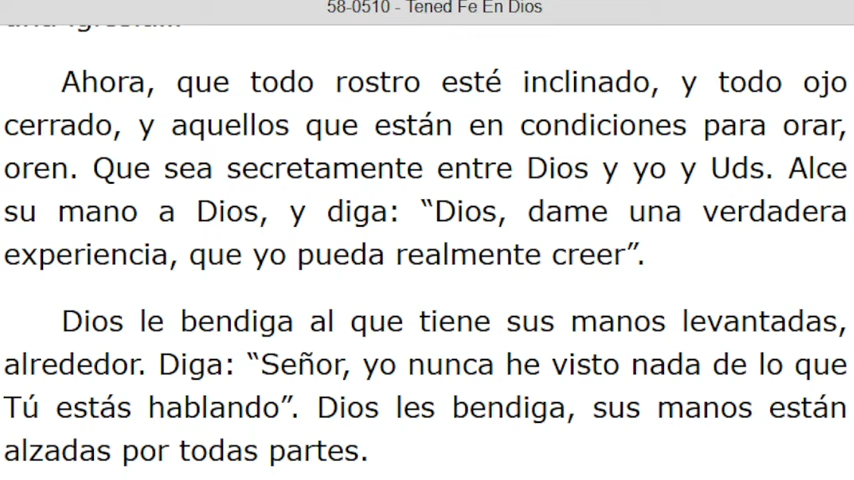 58-0510 - Tened Fe En Dios
una iglesia...
Ahora, que todo rostro esté inclinado, y todo ojo
cerrado, y aquellos que están en condiciones para orar,
oren. Que sea secretamente entre Dios y yo y Uds. Alce
su mano a Dios, y diga: “Dios, dame una verdadera
experiencia, que yo pueda realmente creer”.
Dios le bendiga al que tiene sus manos levantadas,
alrededor. Diga: “Señor, yo nunca he visto nada de lo que
Tú estás hablando”. Dios les bendiga, sus manos están
alzadas por todas partes.